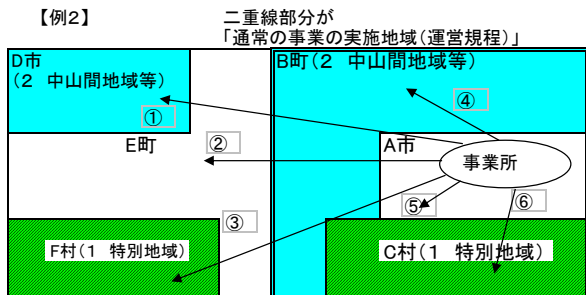 【例2】
二重線部分が
「通常の事業の実施地域(運営規程)」
D市
(2 中山間地域等)
B町(2 中山間地域等)
①
④
E町
②
A市
事業所
⑤
⑥
③
F村(1 特別地域)
C村(1 特別地域)